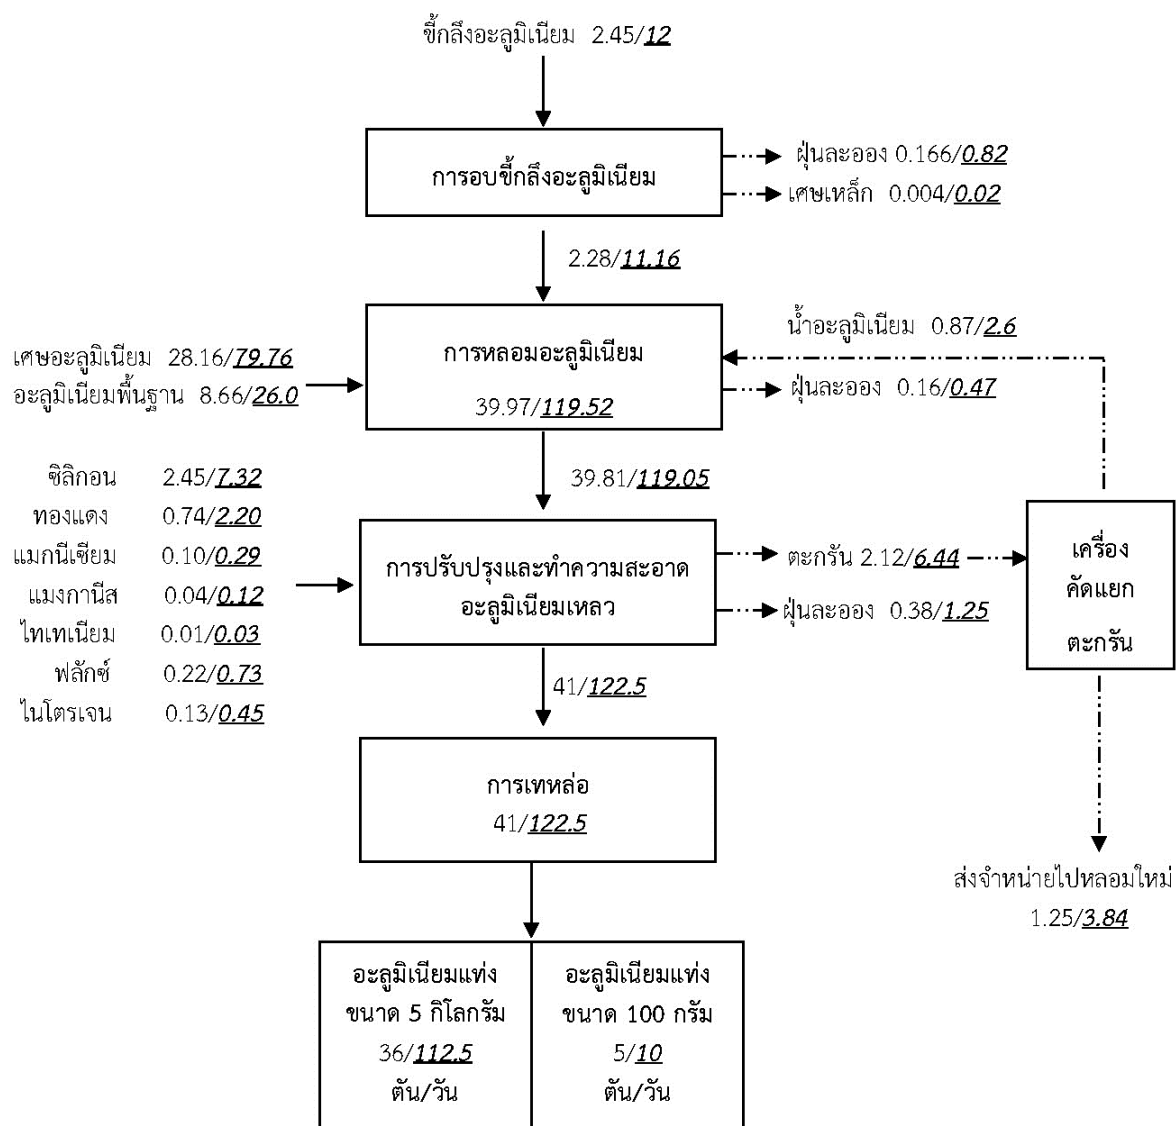 ขี้กลึงอะลูมิเนียม 2.45/12
การอบขี้กลึงอะลูมิเนียม
ฝุ่นละออง 0.166/0.82
เศษเหล็ก 0.004/0.02
2.28/11.16
เศษอะลูมิเนียม 28.16/79.76
อะลูมิเนียมพื้นฐาน 8.66/26.0
การหลอมอะลูมิเนียม
39.97/119.52
น้ำอะลูมิเนียม 0.87/2.6
ฝุ่นละออง 0.16/0.47
39.81/119.05
ซิลิกอน 2.45/7.32
ทองแดง 0.74/2.20
แมกนีเซียม 0.10/0.29
แมงกานีส 0.04/0.12
ไทเทเนียม 0.01/0.03
ฟลักซ์ 0.22/0.73
ไนโตรเจน 0.13/0.45
การปรับปรุงและทำความสะอาด
อะลูมิเนียมเหลว
ตะกรัน 2.12/6.44
ฝุ่นละออง 0.38/1.25
เครื่อง
คัดแยก
ตะกรัน
41/122.5
การเทหล่อ
41/122.5
ส่งจำหน่ายไปหลอมใหม่
1.25/3.84
อะลูมิเนียมแท่ง
ขนาด 5 กิโลกรัม
36/112.5
ตัน/วัน
อะลูมิเนียมแท่ง
ขนาด 100 กรัม
5/10
ตัน/วัน